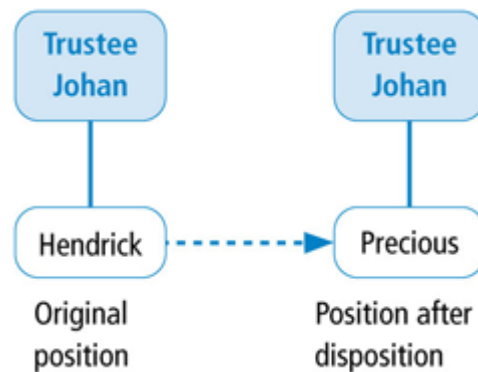 Trustee
Johan
Trustee
Johan
Hendrick
Precious
Original
position
Position after
disposition